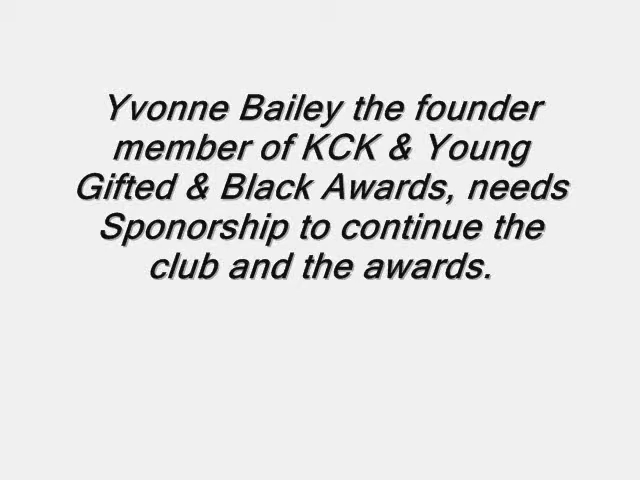 Yvonne Bailey the founder
member of KCK & Young
Gifted & Black Awards, needs
Sponorship to continue the
club and the awards.